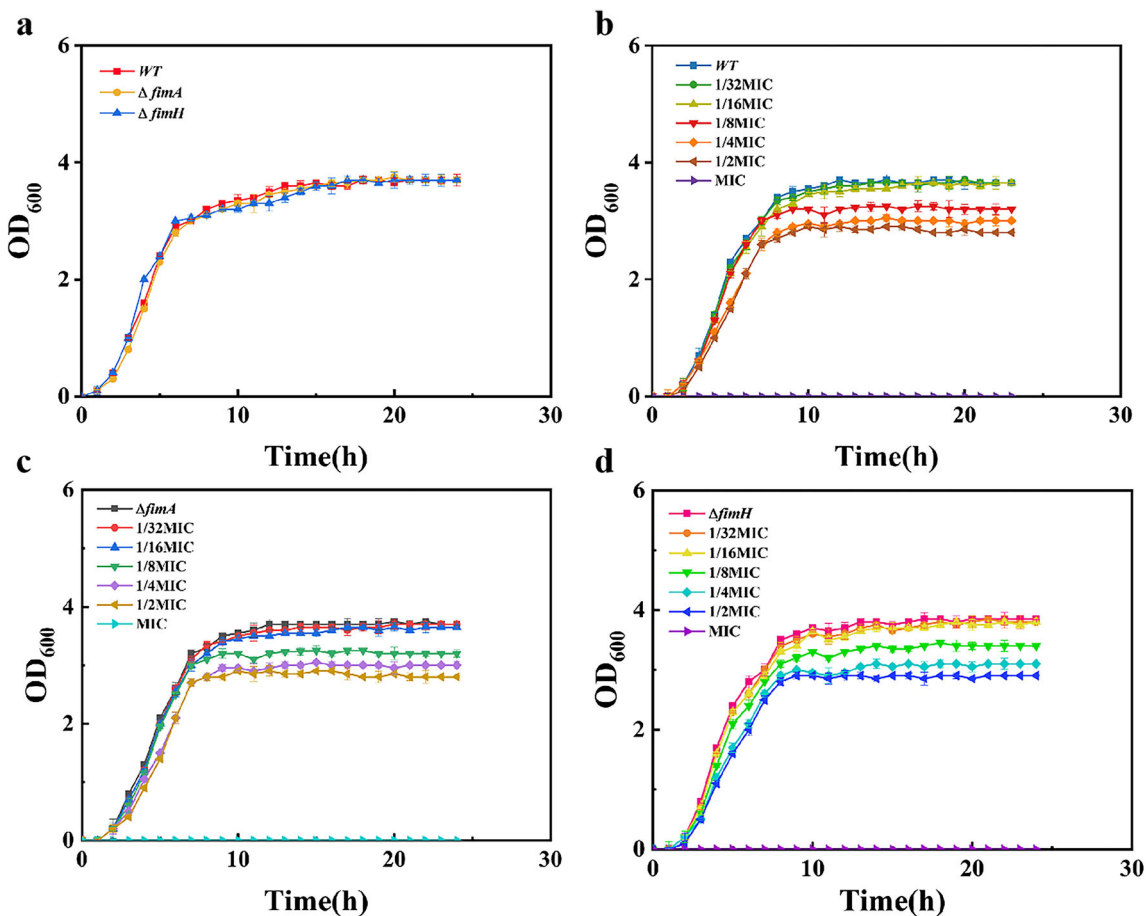 a
6
4
2
0
OD600
WT
Δ fimA
Δ fimH
0 10 20 30
Time(h)
b
6
4
2
0
OD600
WT
1/32MIC
1/16MIC
1/8MIC
1/4MIC
1/2MIC
MIC
0 10 20 30
Time(h)
c
6
4
2
0
OD600
ΔfimA
1/32MIC
1/16MIC
1/8MIC
1/4MIC
1/2MIC
MIC
0 10 20 30
Time(h)
d
6
4
2
0
OD600
ΔfimH
1/32MIC
1/16MIC
1/8MIC
1/4MIC
1/2MIC
MIC
0 10 20 30
Time(h)